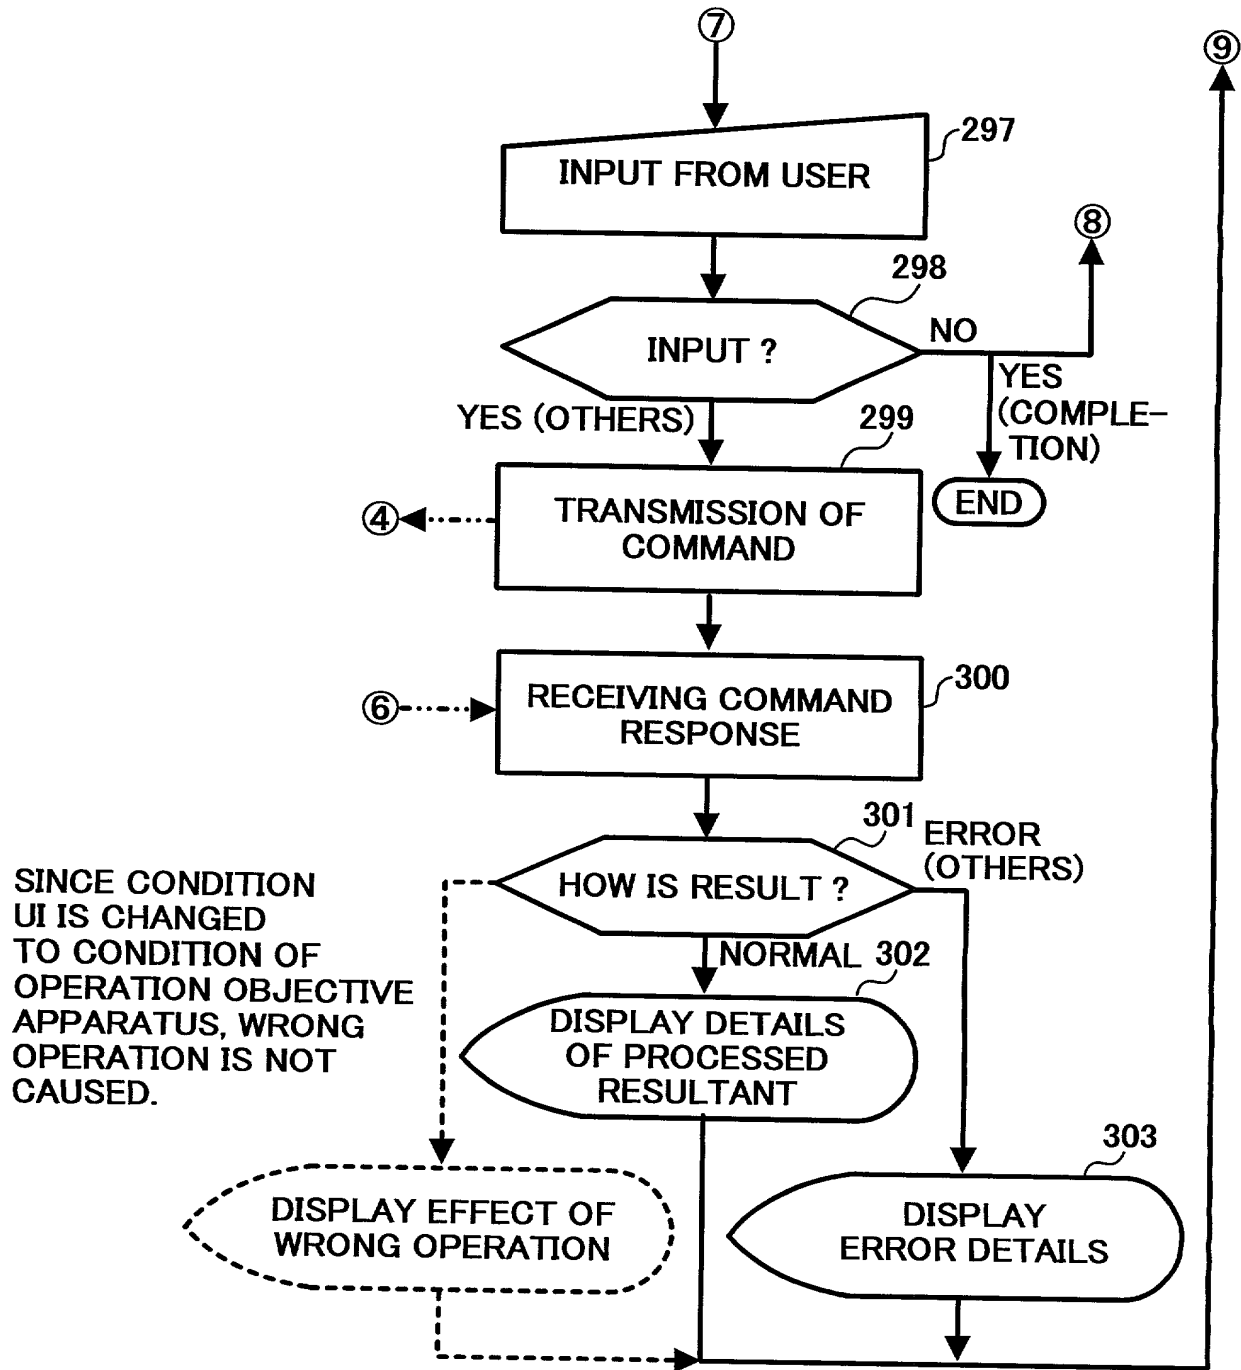 ⑦
⑨
297
INPUT FROM USER
⑧
298
INPUT ?
NO
YES
(COMPLE-
TION)
YES (OTHERS)
299
END
④
TRANSMISSION OF
COMMAND
300
⑥
RECEIVING COMMAND
RESPONSE
301
ERROR
(OTHERS)
HOW IS RESULT ?
SINCE CONDITION
UI IS CHANGED
TO CONDITION OF
OPERATION OBJECTIVE
APPARATUS, WRONG
OPERATION IS NOT
CAUSED.
NORMAL
302
DISPLAY DETAILS
OF PROCESSED
RESULTANT
303
DISPLAY EFFECT OF
WRONG OPERATION
DISPLAY
ERROR DETAILS